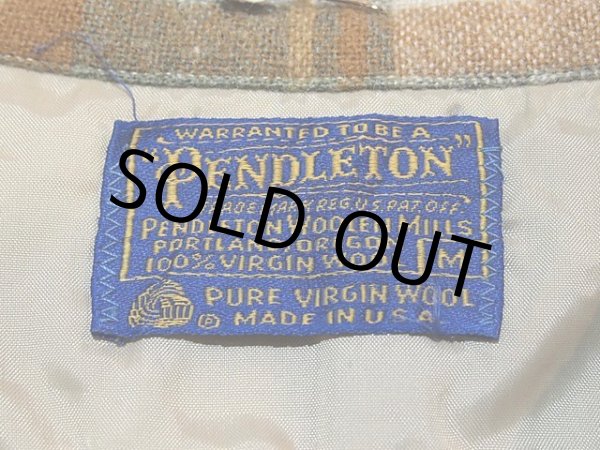 WARRANTED TO BE A
"PENDLETON"
TRADE MARK REG. U.S. PAT. OFF.
PENDLETON WOOLEN MILLS
PORTLAND, OREGON
100% VIRGIN WOOL
M
PURE VIRGIN WOOL
Ⓟ MADE IN U.S.A.
SOLD OUT